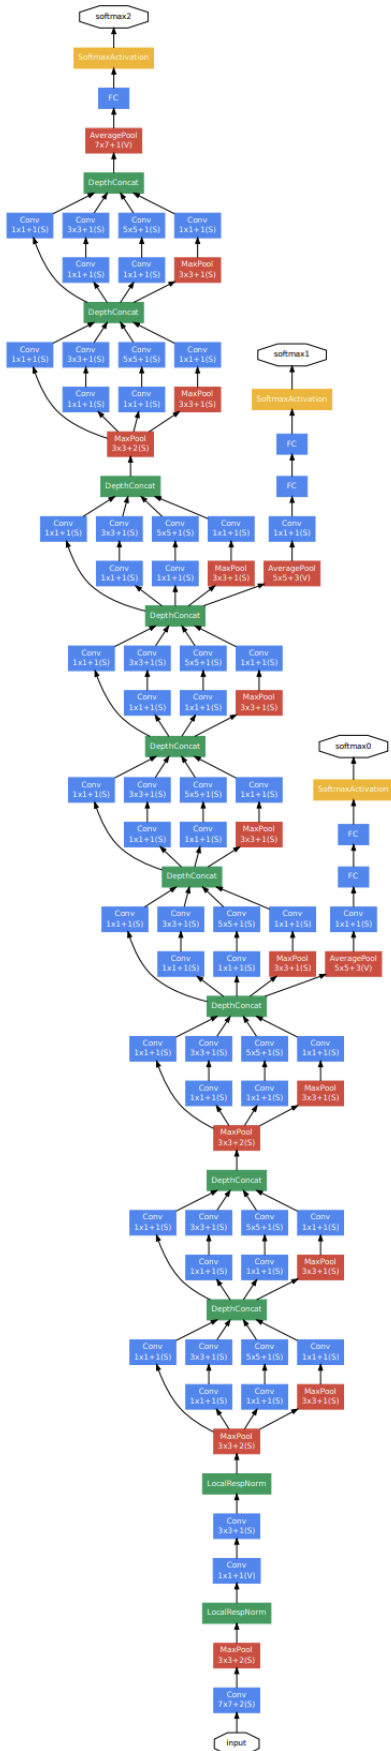 softmax2
SoftmaxActivation
FC
AveragePool
7x7+1(V)
DepthConcat
Conv Conv Conv Conv
1x1+1(S) 3x3+1(S) 5x5+1(S) 1x1+1(S)
Conv Conv MaxPool
1x1+1(S) 1x1+1(S) 3x3+1(S)
DepthConcat
Conv Conv Conv Conv
1x1+1(S) 3x3+1(S) 5x5+1(S) 1x1+1(S)
softmax1
Conv Conv MaxPool
1x1+1(S) 1x1+1(S) 3x3+1(S)
SoftmaxActivation
MaxPool
3x3+2(S)
FC
DepthConcat
FC
Conv Conv Conv Conv Conv
1x1+1(S) 3x3+1(S) 5x5+1(S) 1x1+1(S) 1x1+1(S)
Conv Conv MaxPool AveragePool
1x1+1(S) 1x1+1(S) 3x3+1(S) 5x5+3(V)
DepthConcat
Conv Conv Conv Conv
1x1+1(S) 3x3+1(S) 5x5+1(S) 1x1+1(S)
Conv Conv MaxPool
1x1+1(S) 1x1+1(S) 3x3+1(S)
DepthConcat
softmax0
Conv Conv Conv Conv
1x1+1(S) 3x3+1(S) 5x5+1(S) 1x1+1(S)
SoftmaxActivation
Conv Conv MaxPool
1x1+1(S) 1x1+1(S) 3x3+1(S)
FC
DepthConcat
FC
Conv Conv Conv Conv Conv
1x1+1(S) 3x3+1(S) 5x5+1(S) 1x1+1(S) 1x1+1(S)
Conv Conv MaxPool AveragePool
1x1+1(S) 1x1+1(S) 3x3+1(S) 5x5+3(V)
DepthConcat
Conv Conv Conv Conv
1x1+1(S) 3x3+1(S) 5x5+1(S) 1x1+1(S)
Conv Conv MaxPool
1x1+1(S) 1x1+1(S) 3x3+1(S)
MaxPool
3x3+2(S)
DepthConcat
Conv Conv Conv Conv
1x1+1(S) 3x3+1(S) 5x5+1(S) 1x1+1(S)
Conv Conv MaxPool
1x1+1(S) 1x1+1(S) 3x3+1(S)
DepthConcat
Conv Conv Conv Conv
1x1+1(S) 3x3+1(S) 5x5+1(S) 1x1+1(S)
Conv Conv MaxPool
1x1+1(S) 1x1+1(S) 3x3+1(S)
MaxPool
3x3+2(S)
LocalRespNorm
Conv
3x3+1(S)
Conv
1x1+1(V)
LocalRespNorm
MaxPool
3x3+2(S)
Conv
7x7+2(S)
input